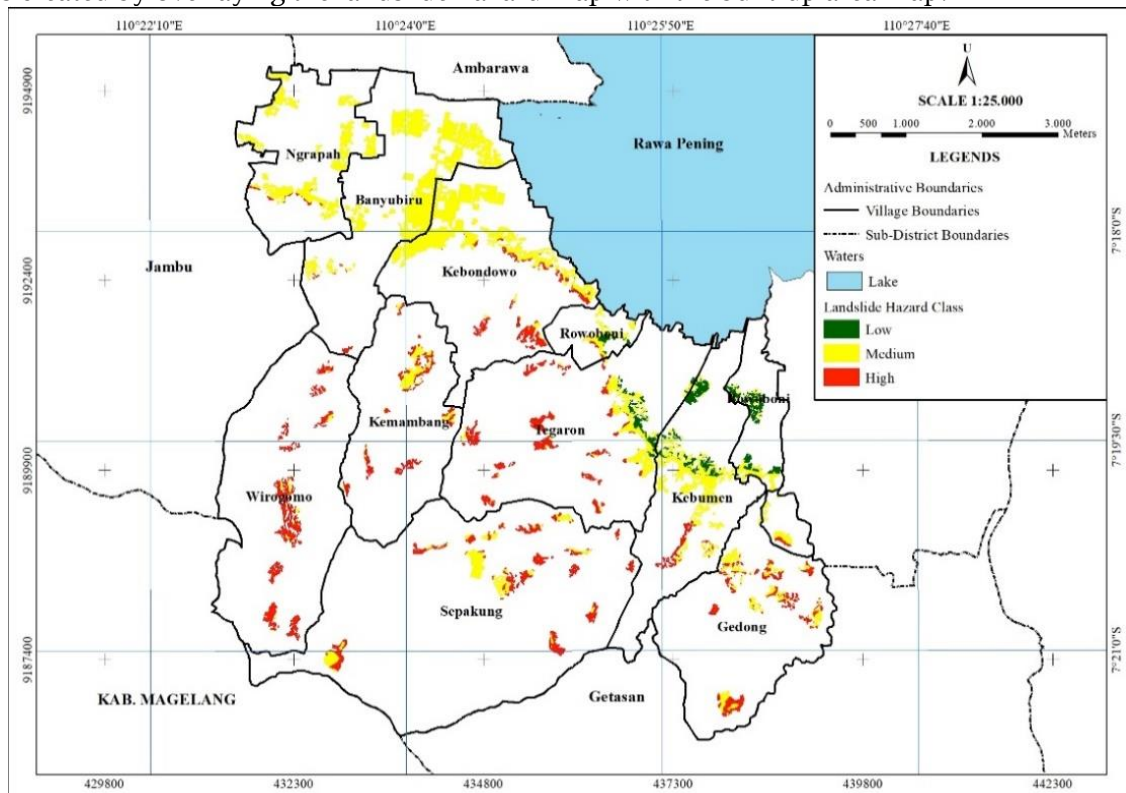 110°22'10"E 110°24'0"E 110°25'50"E 110°27'40"E
U
SCALE 1:25.000
0 500 1.000 2.000 3.000
Meters
LEGENDS
Administrative Boundaries
Village Boundaries
Sub-District Boundaries
Waters
Lake
Landslide Hazard Class
Low
Medium
High
Ambarawa
Rawa Pening
Ngrapah
Banyubiru
Jambu
Kebondowo
Rowoboni
Rowoboni
Kemambang
Tegaron
Wirogomo
Kebumen
Sepakung
Gedong
KAB. MAGELANG
Getasan
9194900
9192400
9189900
9187400
7°18'0"S
7°19'30"S
7°21'0"S
429800 432300 434800 437300 439800 442300